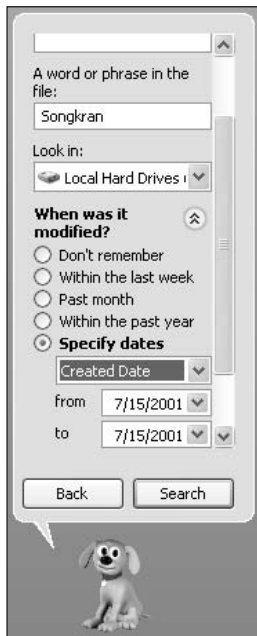 A word or phrase in the
file:
Songkran
Look in:
Local Hard Drives
When was it
modified?
Don't remember
Within the last week
Past month
Within the past year
Specify dates
Created Date
from 7/15/2001
to 7/15/2001
Back Search